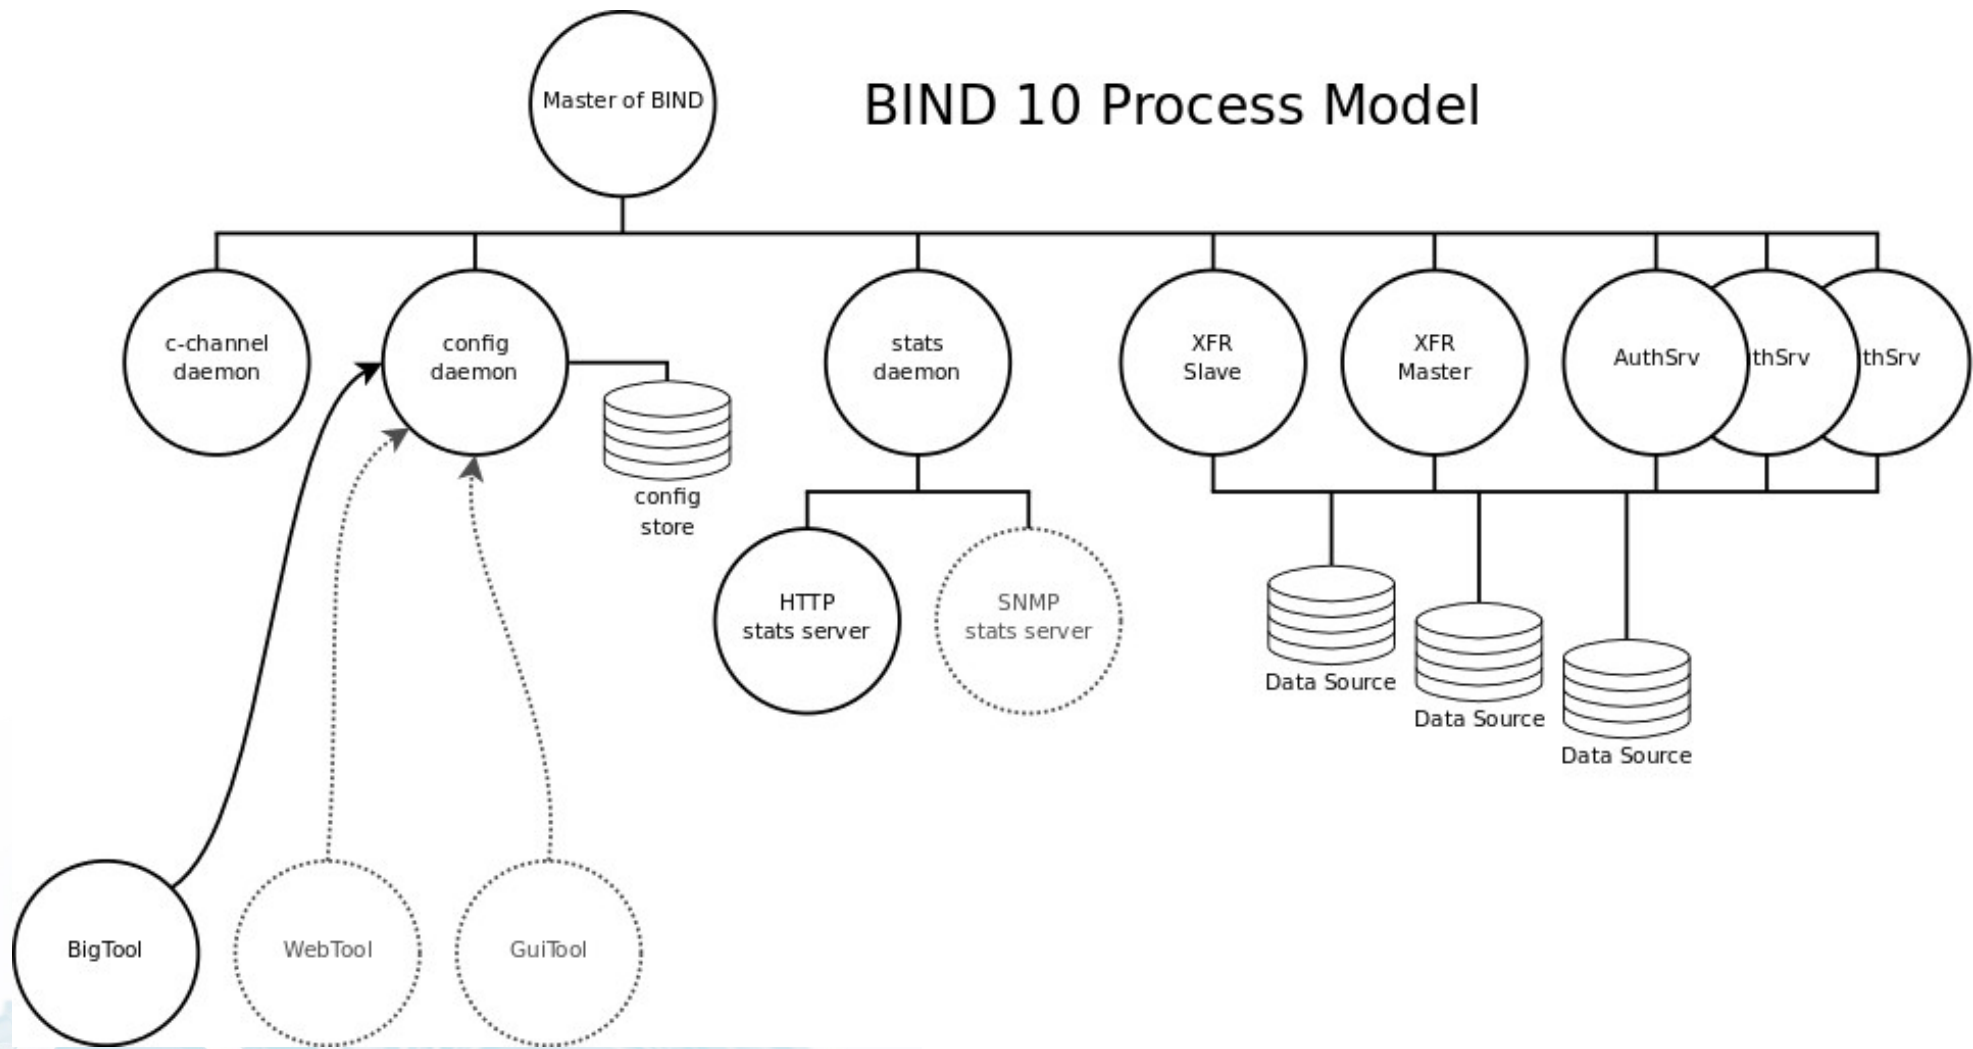 Master of BIND
BIND 10 Process Model
c-channel
daemon
config
daemon
stats
daemon
XFR
Slave
XFR
Master
AuthSrv
thSrv
thSrv
config
store
HTTP
stats server
SNMP
stats server
Data Source
Data Source
Data Source
BigTool
WebTool
GuiTool